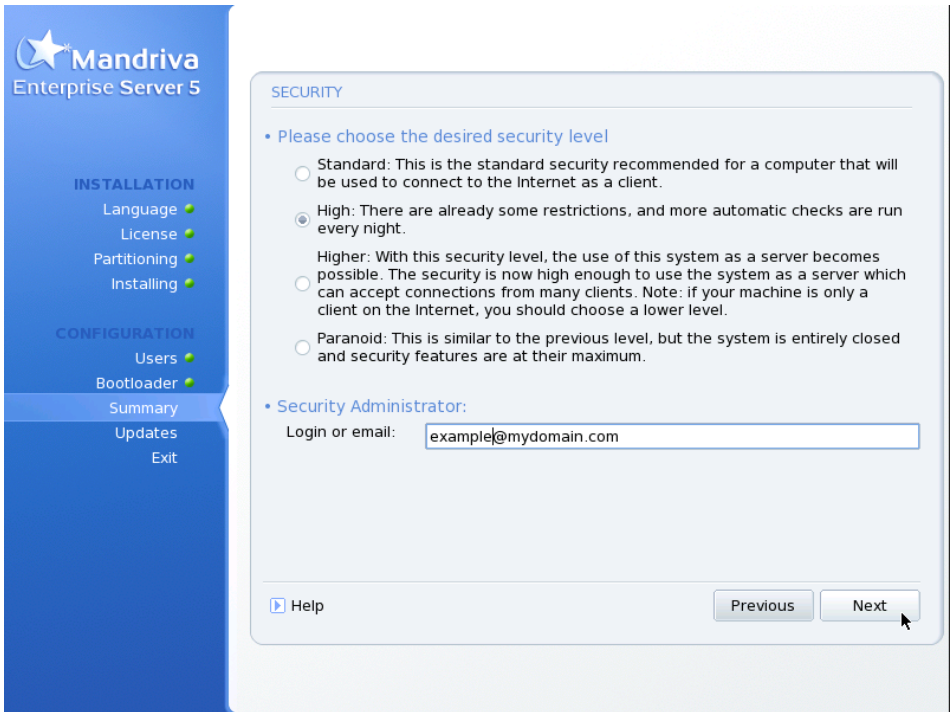 Mandriva
Enterprise Server 5
INSTALLATION
Language
License
Partitioning
Installing
CONFIGURATION
Users
Bootloader
Summary
Updates
Exit
SECURITY
• Please choose the desired security level
Standard: This is the standard security recommended for a computer that will
be used to connect to the Internet as a client.
High: There are already some restrictions, and more automatic checks are run
every night.
Higher: With this security level, the use of this system as a server becomes
possible. The security is now high enough to use the system as a server which
can accept connections from many clients. Note: if your machine is only a
client on the Internet, you should choose a lower level.
Paranoid: This is similar to the previous level, but the system is entirely closed
and security features are at their maximum.
• Security Administrator:
Login or email: example@mydomain.com
Help
Previous
Next